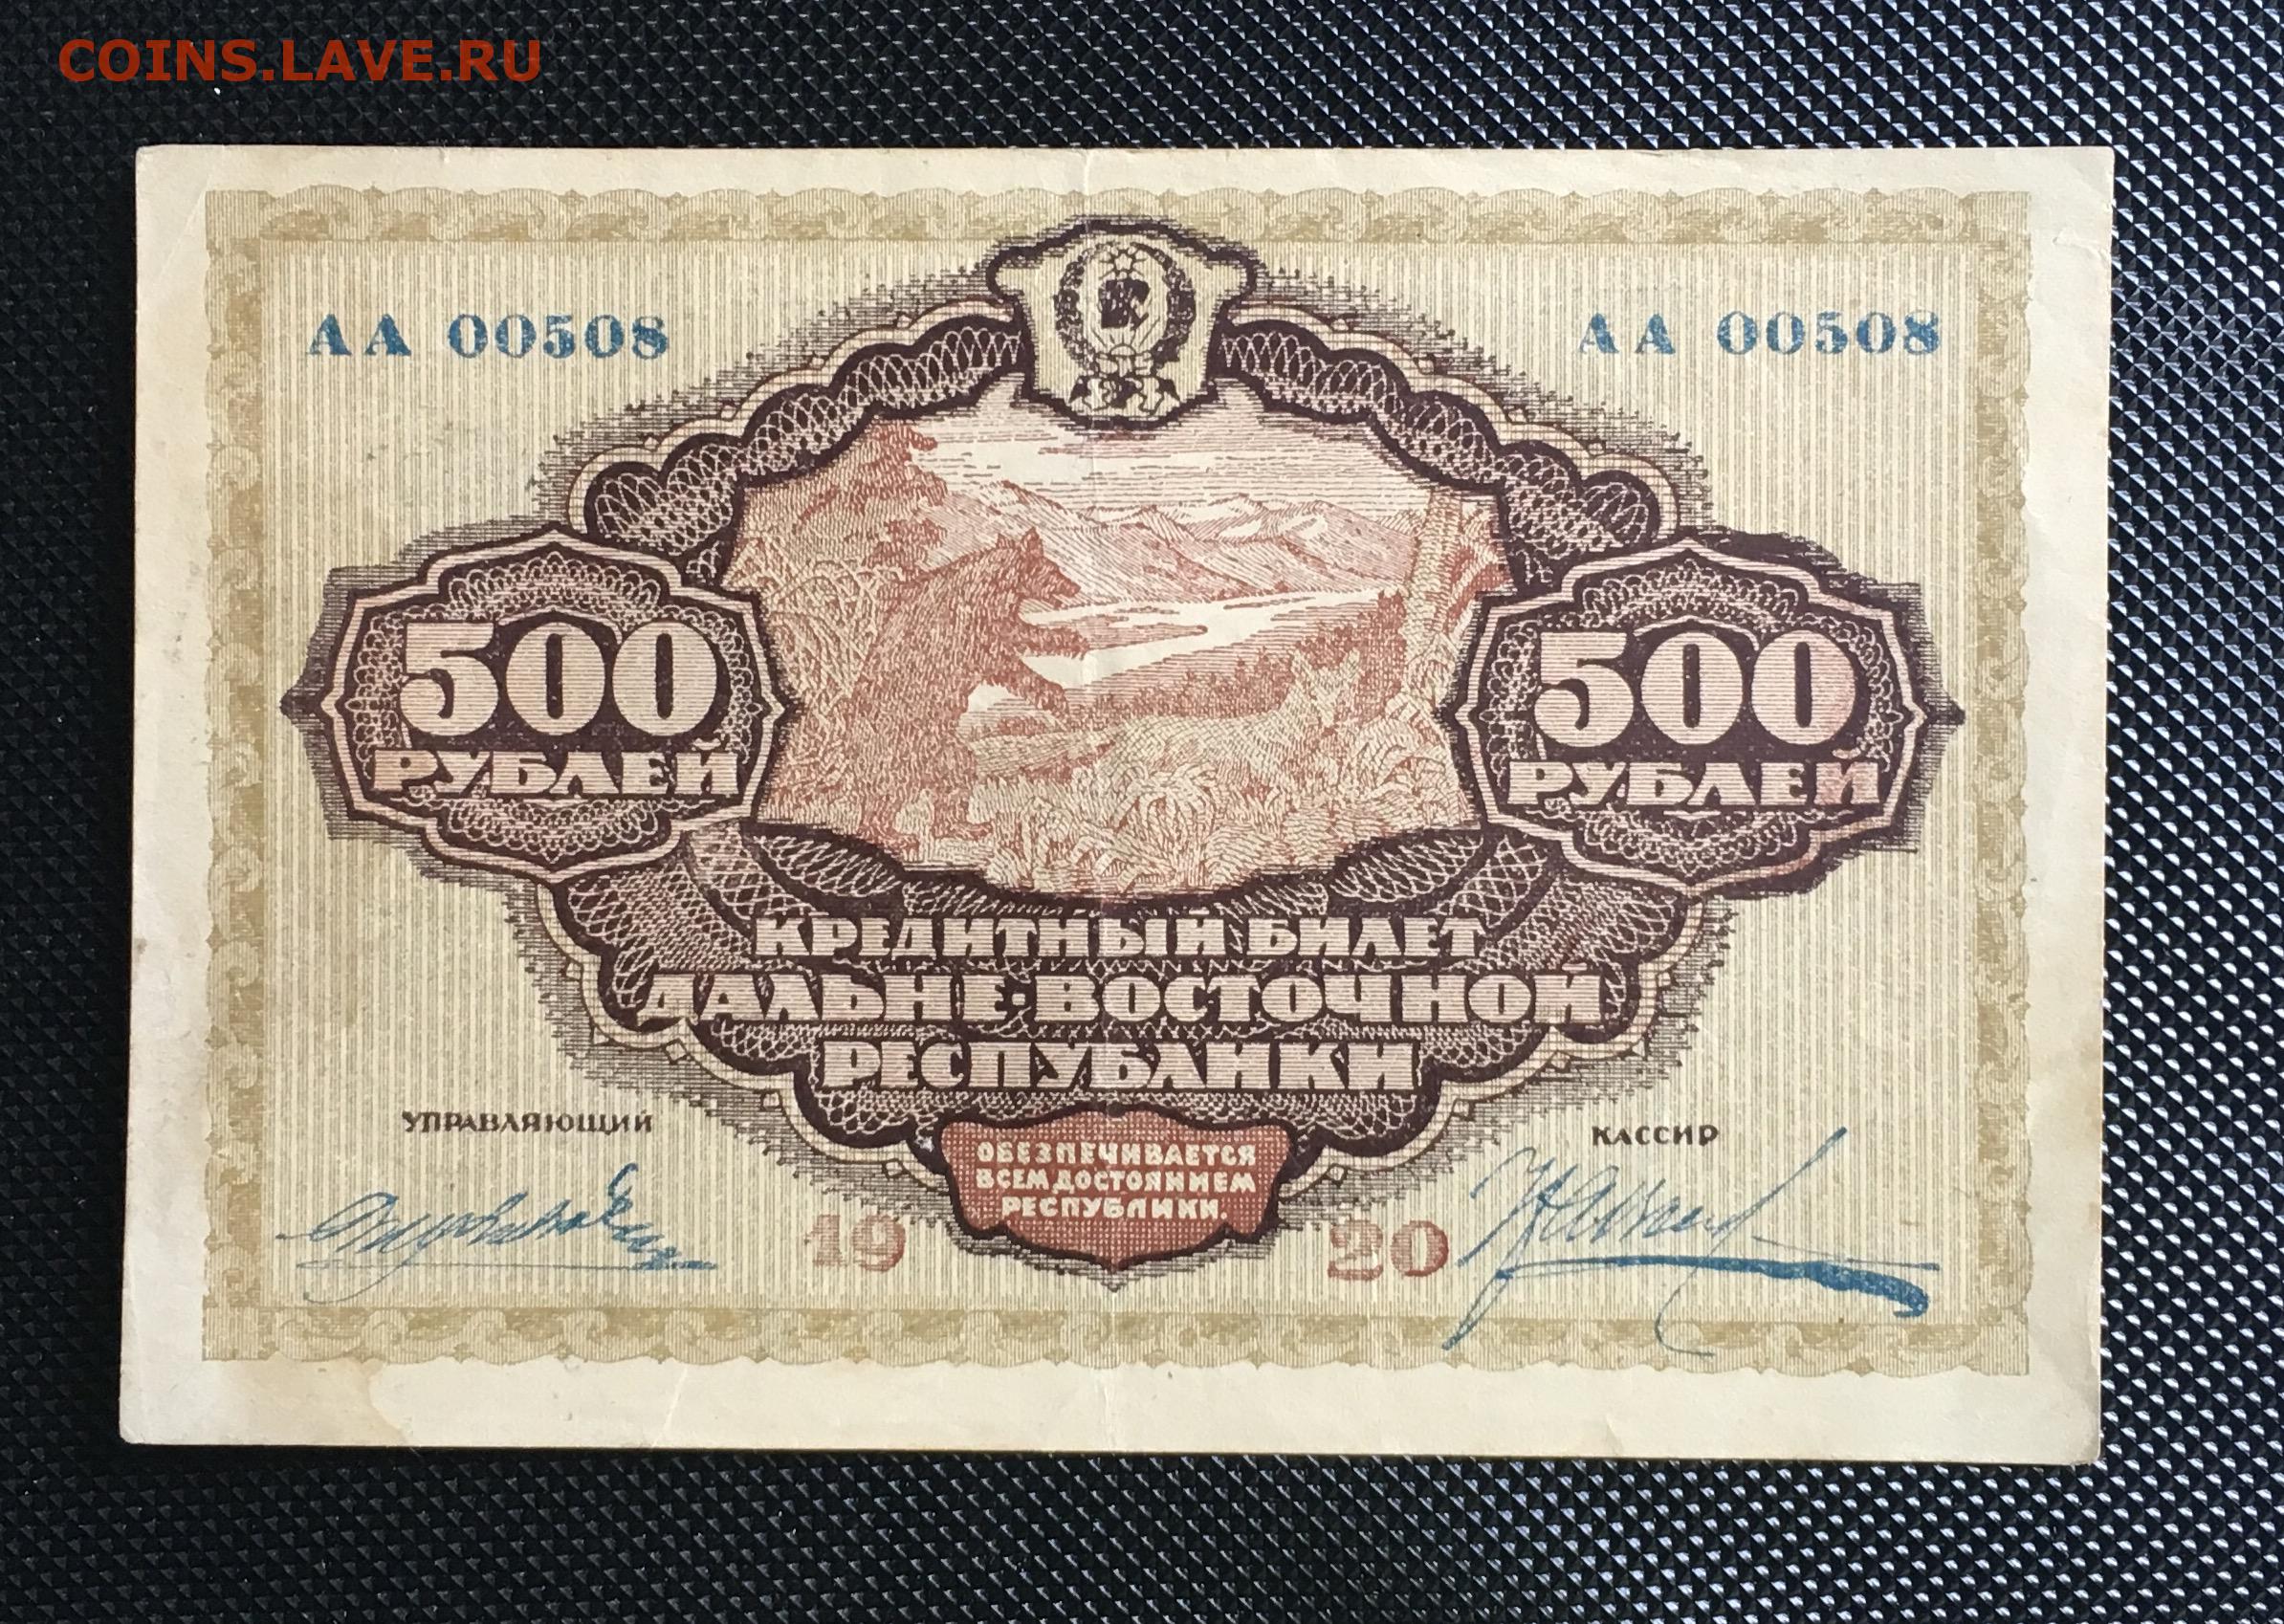 COINS.LAVE.RU
АА 00508 АА 00508
500 500
РУБЛЕЙ РУБЛЕЙ
КРЕДИТНЫЙ БИЛЕТ
ДАЛЬНЕ-ВОСТОЧНОЙ
РЕСПУБЛИКИ
УПРАВЛЯЮЩИЙ КАССИР
ОБЕЗПЕЧИВАЕТСЯ
ВСЕМ ДОСТОЯНИЕМ
РЕСПУБЛИКИ.
19 20